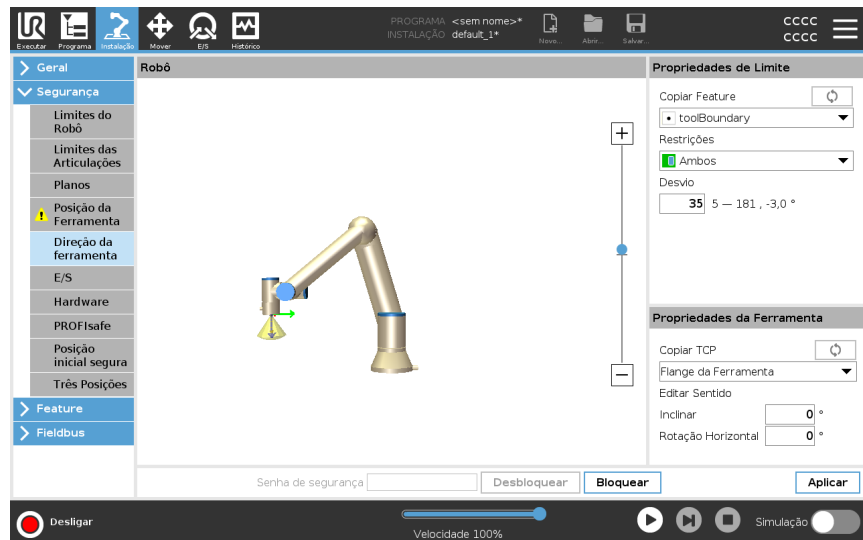 PROGRAMA <sem nome>*
INSTALAÇÃO default_1*
cccc
cccc
Executar Programa Instalação Mover E/S Histórico Novo... Abrir... Salvar...
Geral
Segurança
Limites do
Robô
Limites das
Articulações
Planos
Posição da
Ferramenta
Direção da
ferramenta
E/S
Hardware
PROFIsafe
Posição
inicial segura
Três Posições
Feature
Fieldbus
Robô
Propriedades de Limite
Copiar Feature
toolBoundary
Restrições
Ambos
Desvio
35 5 — 181 , -3,0 °
Propriedades da Ferramenta
Copiar TCP
Flange da Ferramenta
Editar Sentido
Inclinar 0 °
Rotação Horizontal 0 °
Senha de segurança Desbloquear Bloquear Aplicar
Desligar
Velocidade 100%
Simulação